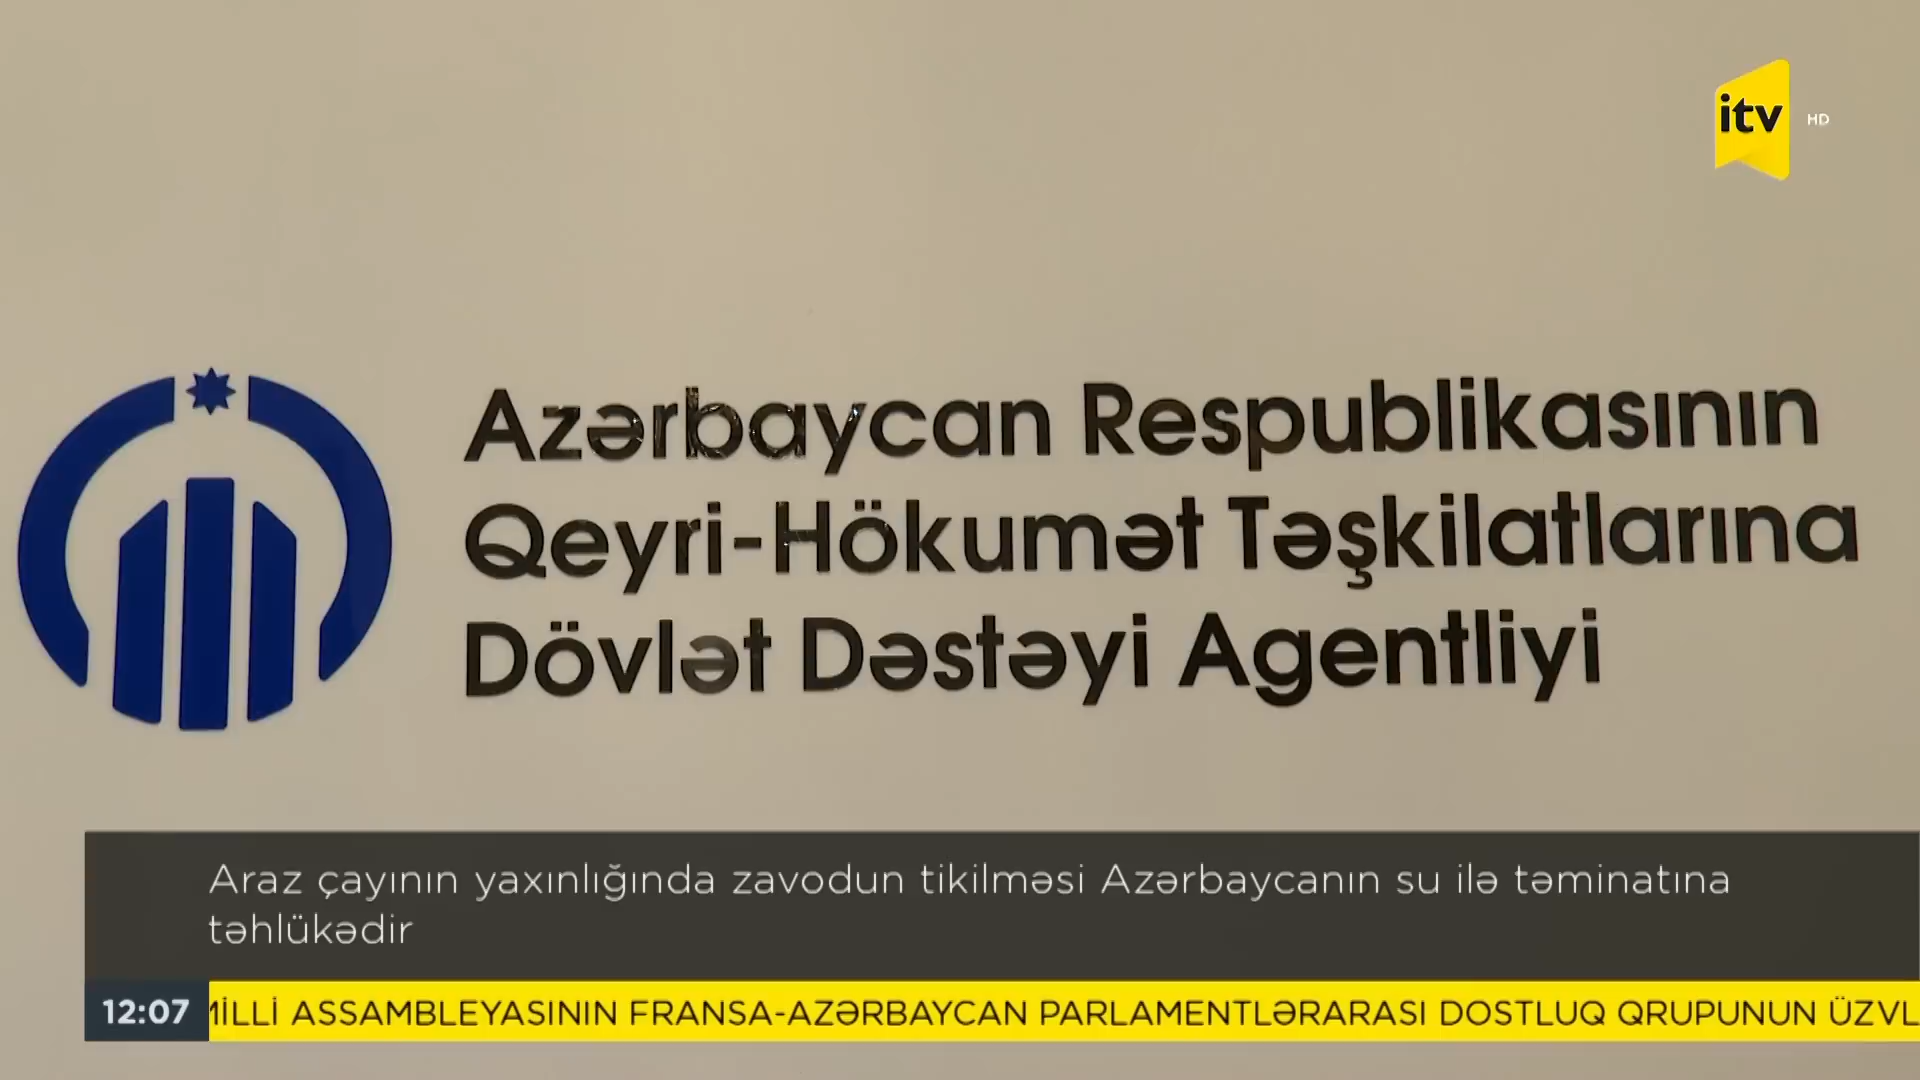 itv HD
Azərbaycan Respublikasının
Qeyri-Hökumət Təşkilatlarına
Dövlət Dəstəyi Agentliyi
Araz çayının yaxınlığında zavodun tikilməsi Azərbaycanın su ilə təminatına
təhlükədir
12:07 MİLLİ ASSAMBLEYASININ FRANSA-AZƏRBAYCAN PARLAMENTLƏRARASI DOSTLUQ QRUPUNUN